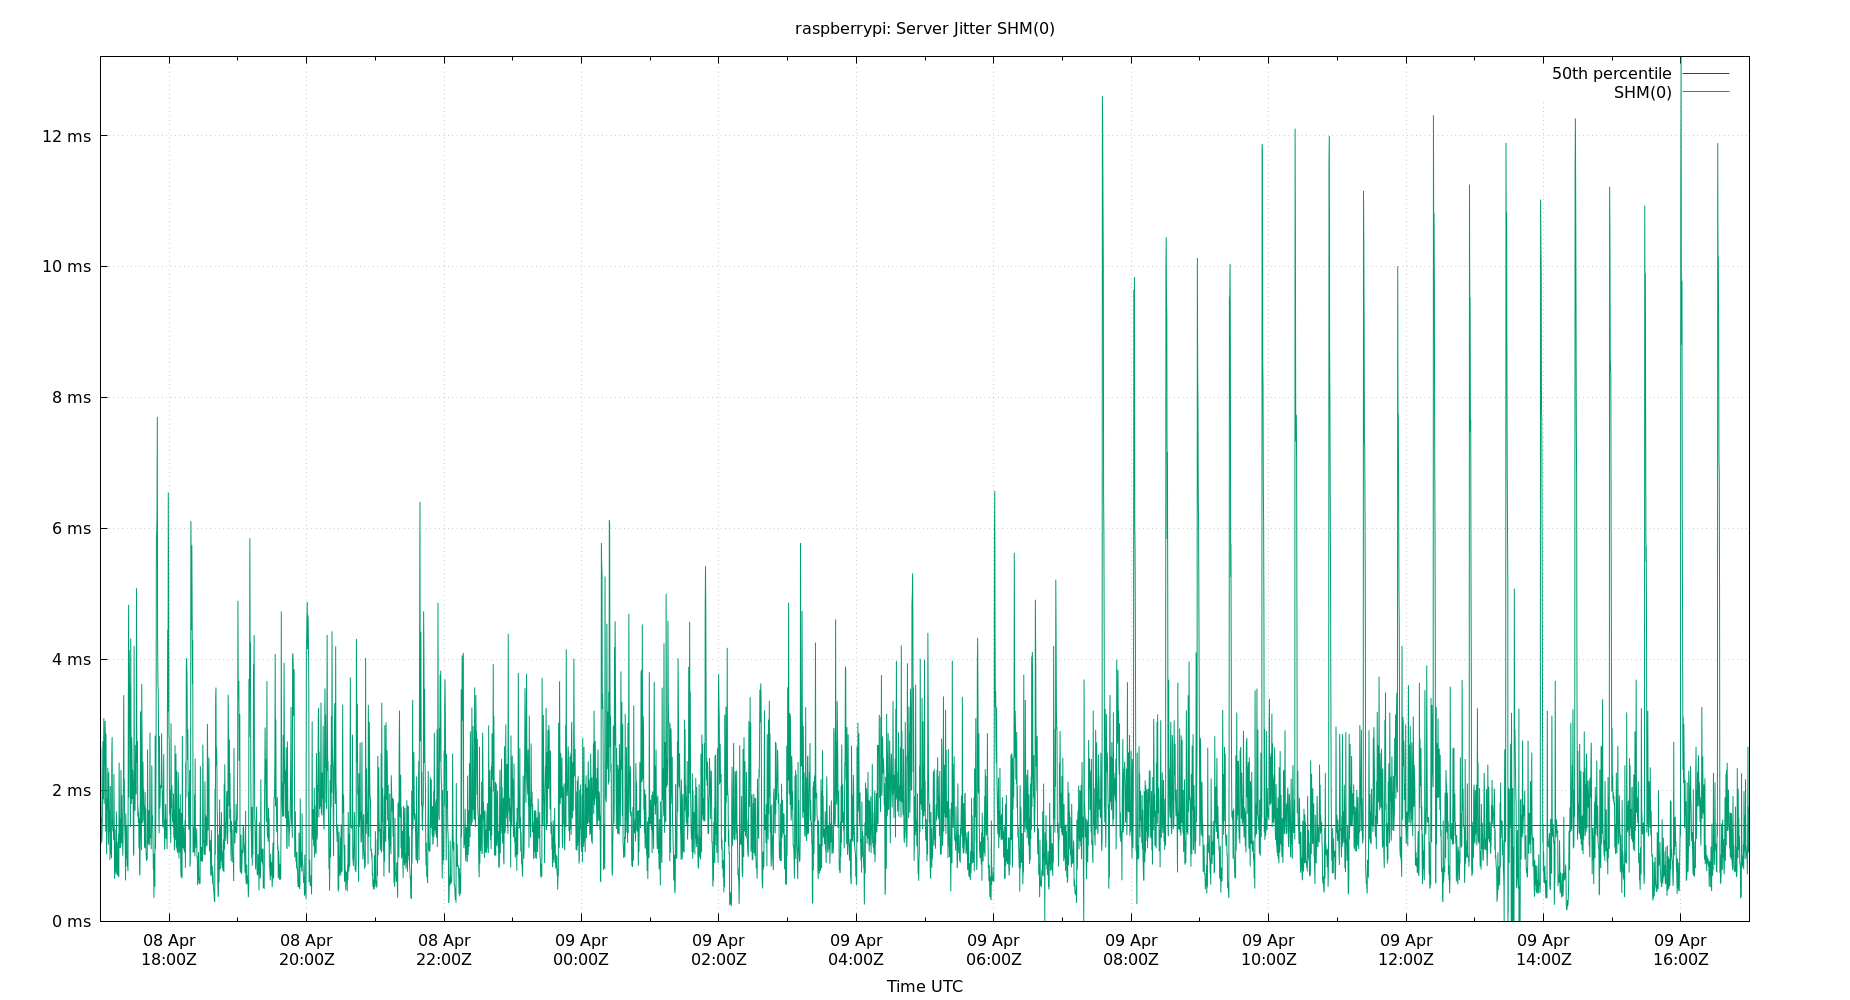 raspberrypi: Server Jitter SHM(0)
50th percentile
SHM(0)
12 ms
10 ms
8 ms
6 ms
4 ms
2 ms
0 ms
08 Apr 08 Apr 08 Apr 09 Apr 09 Apr 09 Apr 09 Apr 09 Apr 09 Apr 09 Apr 09 Apr 09 Apr
18:00Z 20:00Z 22:00Z 00:00Z 02:00Z 04:00Z 06:00Z 08:00Z 10:00Z 12:00Z 14:00Z 16:00Z
Time UTC